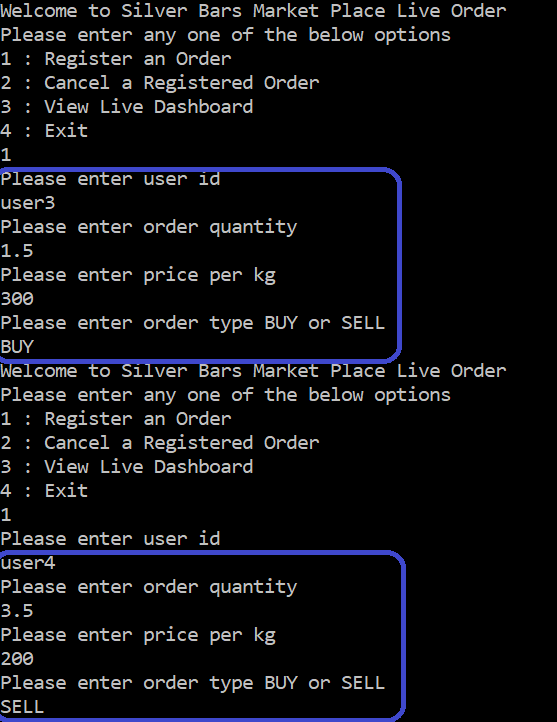 Welcome to Silver Bars Market Place Live Order
Please enter any one of the below options
1 : Register an Order
2 : Cancel a Registered Order
3 : View Live Dashboard
4 : Exit
1
Please enter user id
user3
Please enter order quantity
1.5
Please enter price per kg
300
Please enter order type BUY or SELL
BUY
Welcome to Silver Bars Market Place Live Order
Please enter any one of the below options
1 : Register an Order
2 : Cancel a Registered Order
3 : View Live Dashboard
4 : Exit
1
Please enter user id
user4
Please enter order quantity
3.5
Please enter price per kg
200
Please enter order type BUY or SELL
SELL